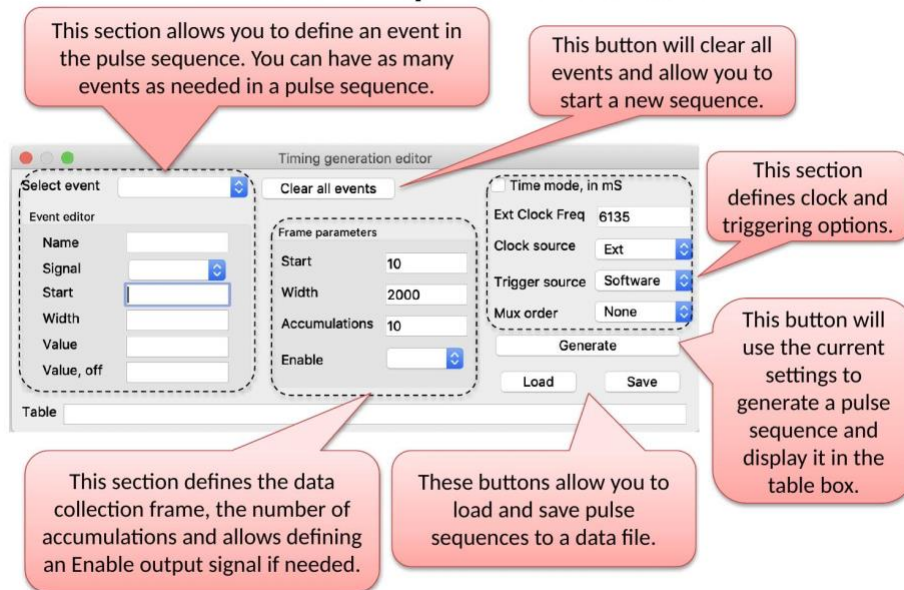 This section allows you to define an event in
the pulse sequence. You can have as many
events as needed in a pulse sequence.
This button will clear all
events and allow you to
start a new sequence.
Timing generation editor
Select event
Clear all events
Time mode, in mS
Event editor
Name
Signal
Start
Width
Value
Value, off
Frame parameters
Start 10
Width 2000
Accumulations 10
Enable
Ext Clock Freq 6135
Clock source Ext
Trigger source Software
Mux order None
Generate
Load Save
Table
This section
defines clock and
triggering options.
This button will
use the current
settings to
generate a pulse
sequence and
display it in the
table box.
This section defines the data
collection frame, the number of
accumulations and allows defining
an Enable output signal if needed.
These buttons allow you to
load and save pulse
sequences to a data file.